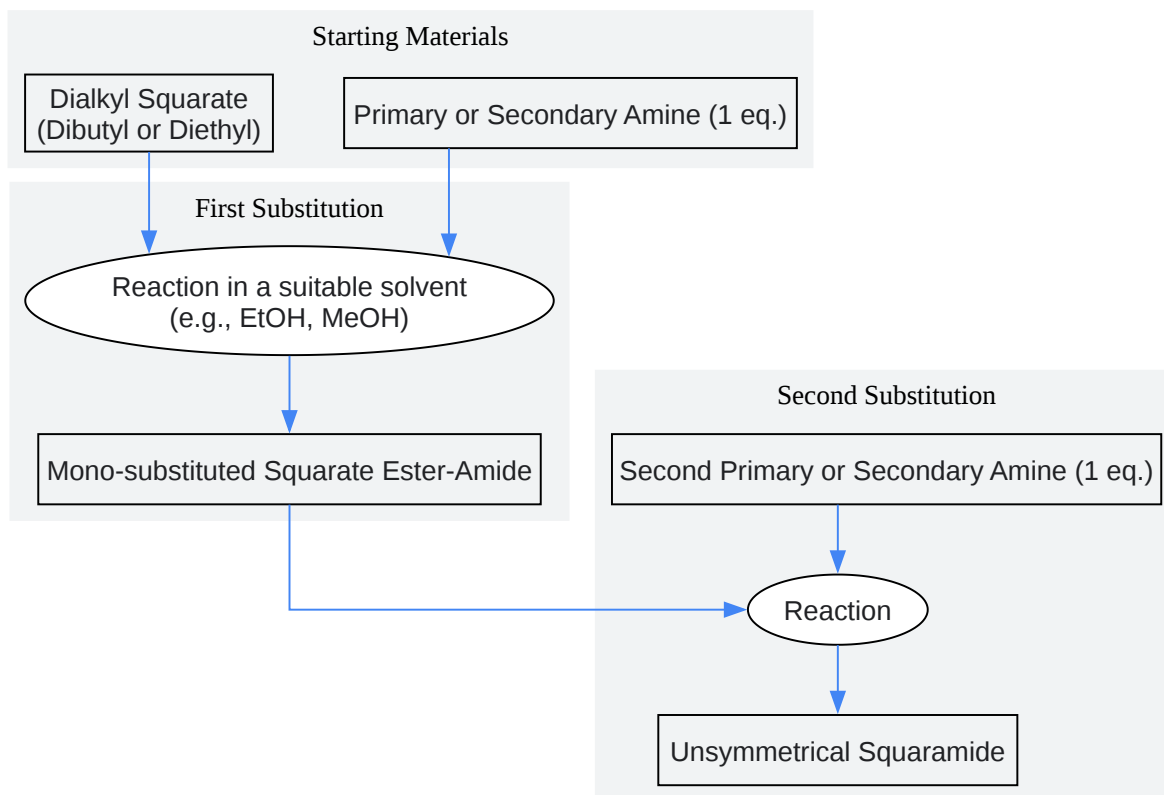 Starting Materials
Dialkyl Squarate
(Dibutyl or Diethyl)
Primary or Secondary Amine (1 eq.)
First Substitution
Reaction in a suitable solvent
(e.g., EtOH, MeOH)
Mono-substituted Squarate Ester-Amide
Second Substitution
Second Primary or Secondary Amine (1 eq.)
Reaction
Unsymmetrical Squaramide